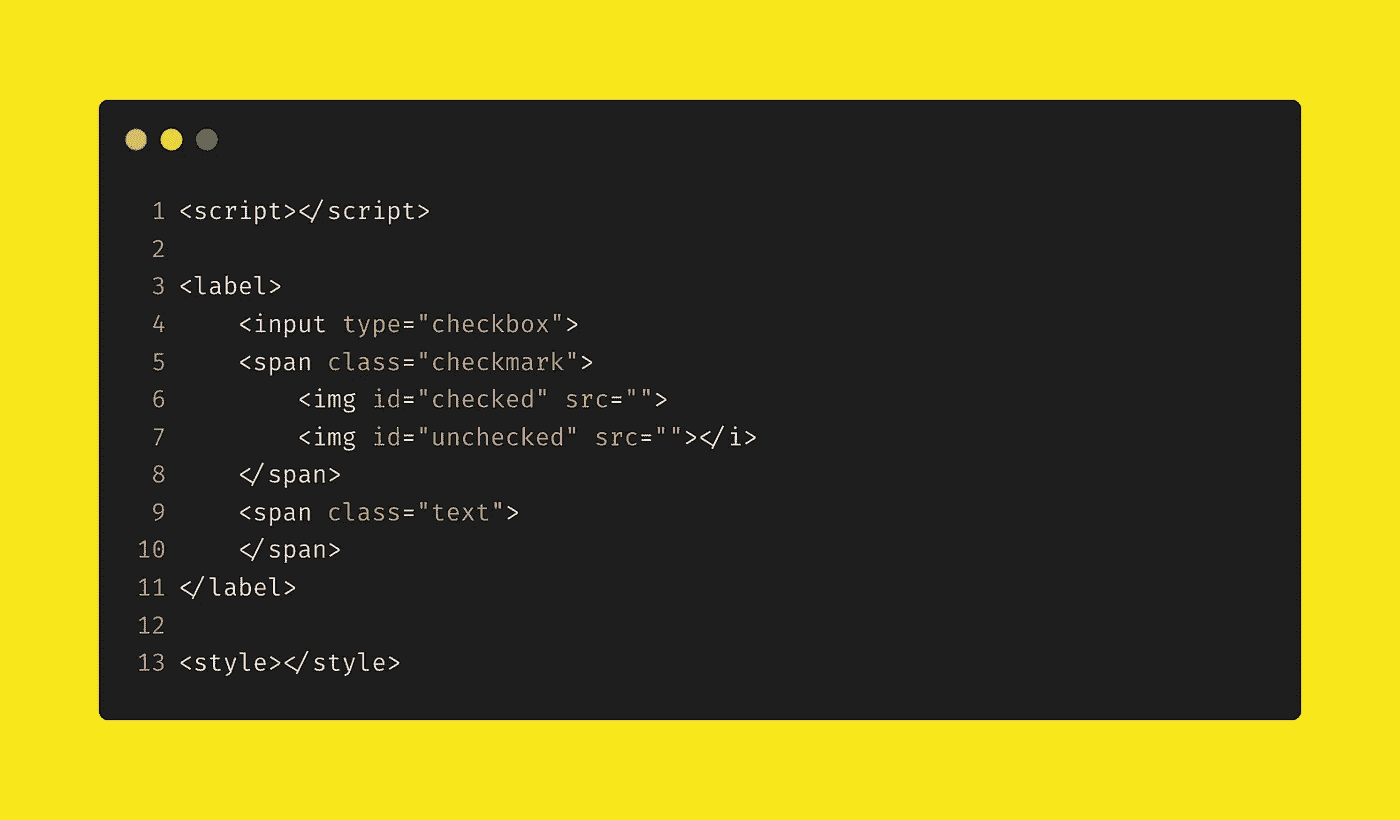 1 <script></script>
2
3 <label>
4     <input type="checkbox">
5     <span class="checkmark">
6         <img id="checked" src="">
7         <img id="unchecked" src=""></i>
8     </span>
9     <span class="text">
10     </span>
11 </label>
12
13 <style></style>